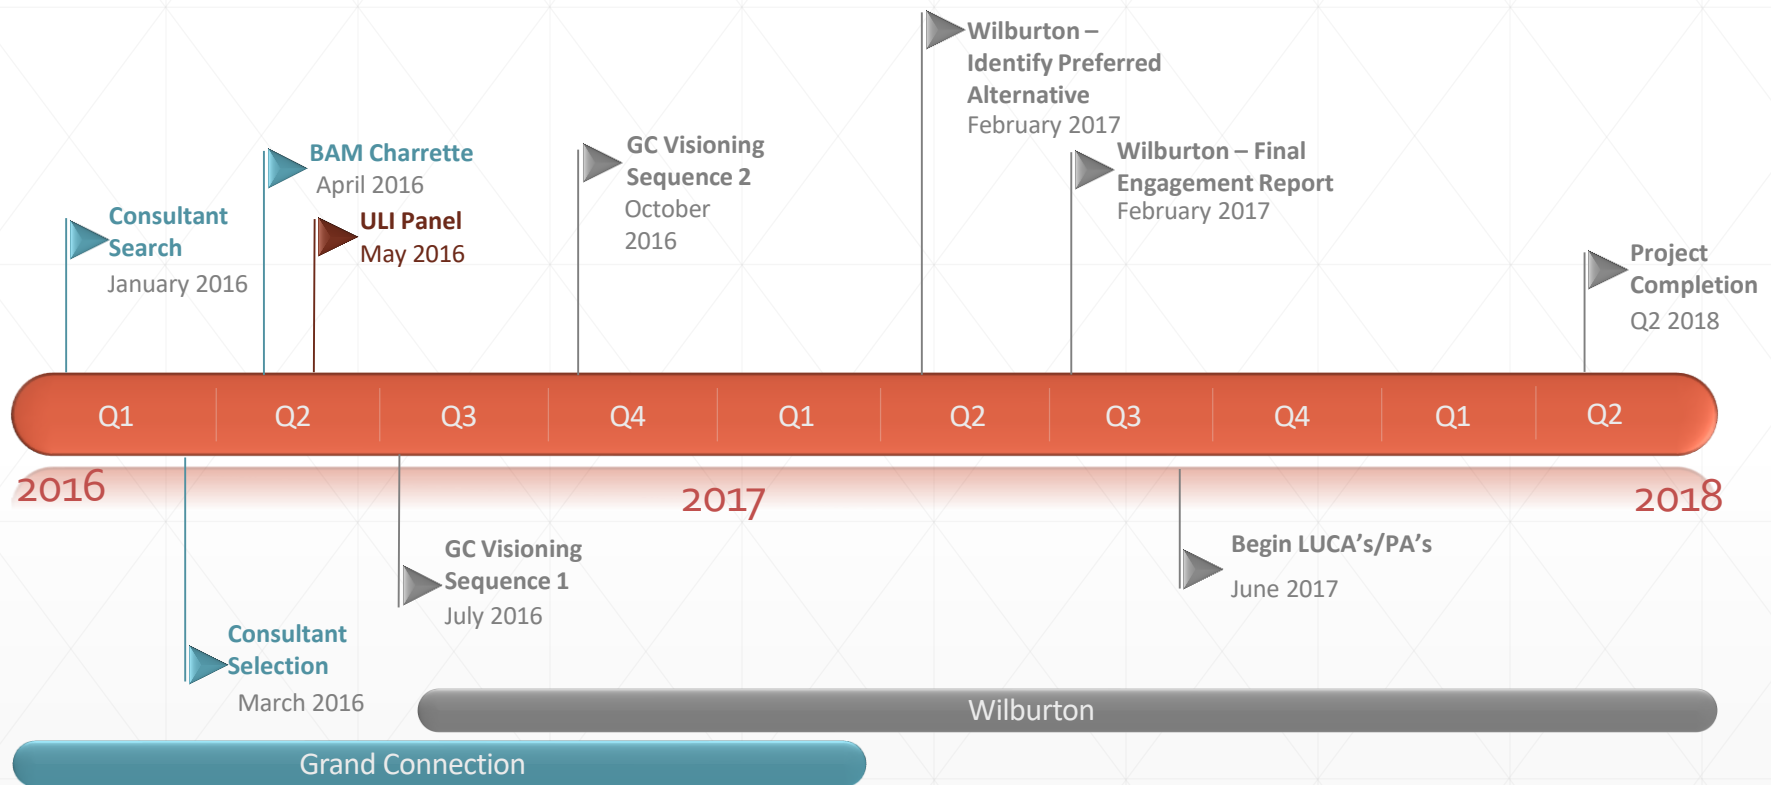 Wilburton –
Identify Preferred
Alternative
February 2017
BAM Charrette
April 2016
GC Visioning
Sequence 2
October
2016
Wilburton – Final
Engagement Report
February 2017
Consultant
Search
January 2016
ULI Panel
May 2016
Project
Completion
Q2 2018
Q1
Q2
Q3
Q4
Q1
Q2
Q3
Q4
Q1
Q2
2016
2017
2018
GC Visioning
Sequence 1
July 2016
Begin LUCA’s/PA’s
June 2017
Consultant
Selection
March 2016
Wilburton
Grand Connection